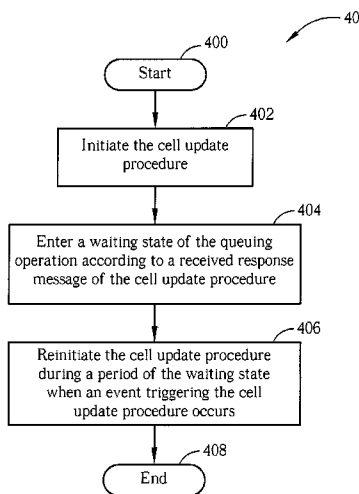 40
400
Start
402
Initiate the cell update
procedure
404
Enter a waiting state of the queuing
operation according to a received response
message of the cell update procedure
406
Reinitiate the cell update procedure
during a period of the waiting state
when an event triggering the cell
update procedure occurs
408
End